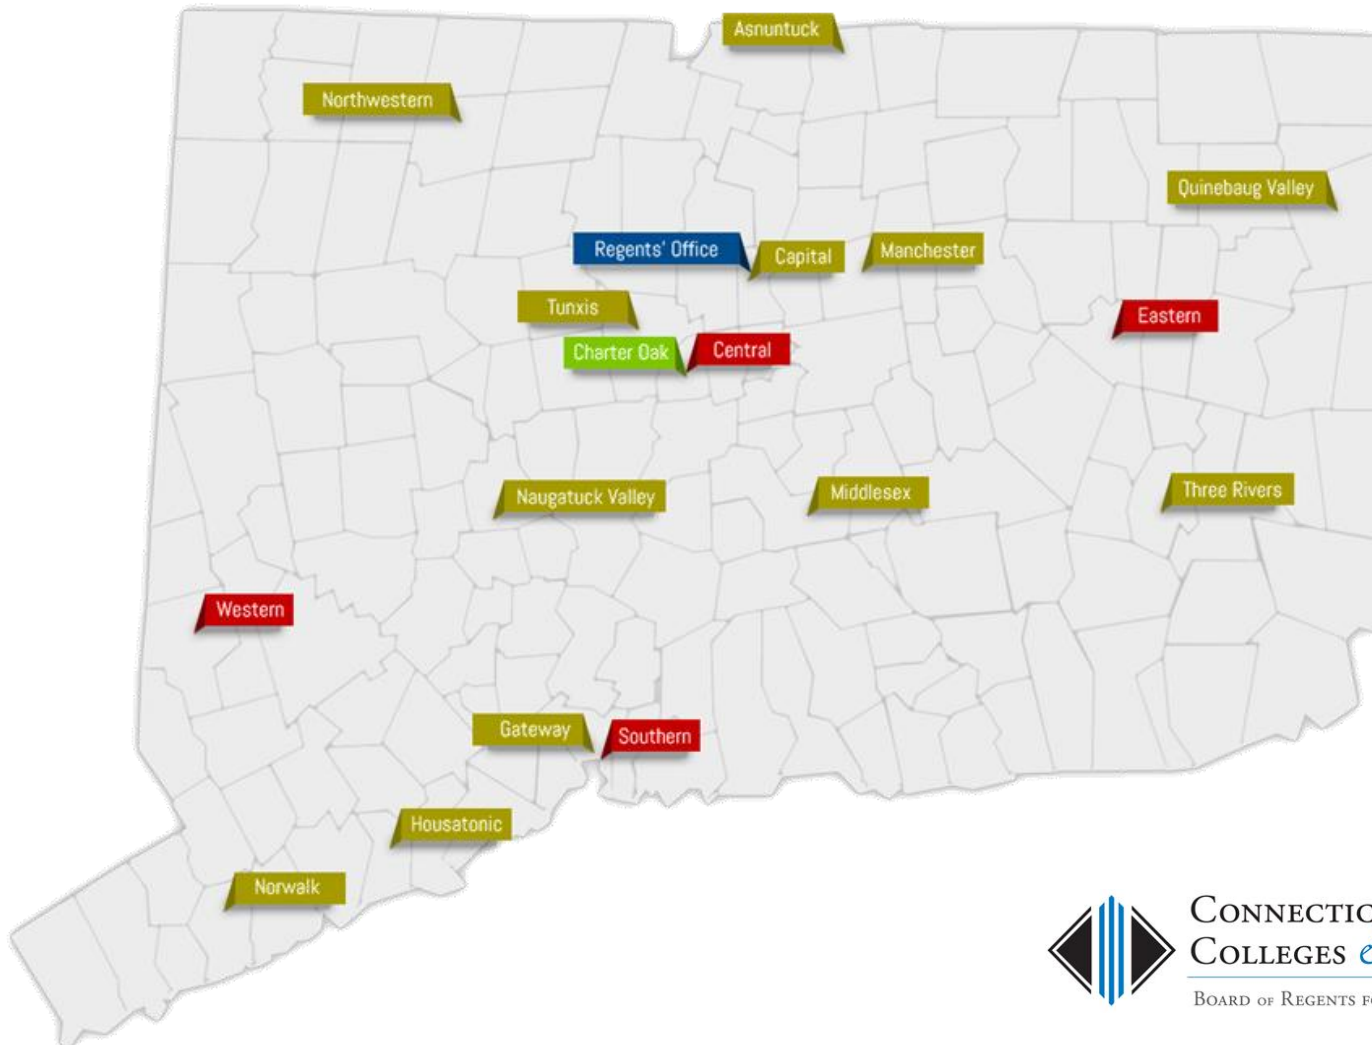 Asnuntuck
Northwestern
Quinebaug Valley
Regents' Office
Capital
Manchester
Tunxis
Eastern
Charter Oak
Central
Naugatuck Valley
Middlesex
Three Rivers
Western
Gateway
Southern
Housatonic
Norwalk
CONNECTIC
COLLEGES &
BOARD OF REGENTS F